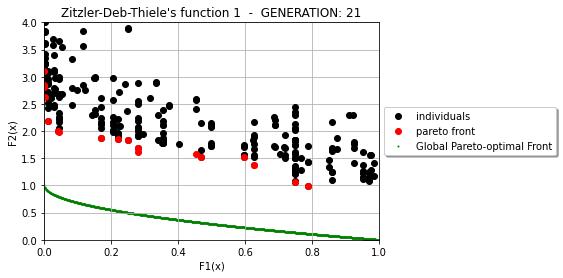 Zitzler-Deb-Thiele's function 1 - GENERATION: 21
4.0
3.5
3.0
2.5
2.0
1.5
1.0
0.5
0.0
F2(x)
0.0 0.2 0.4 0.6 0.8 1.0
F1(x)
individuals
pareto front
Global Pareto-optimal Front